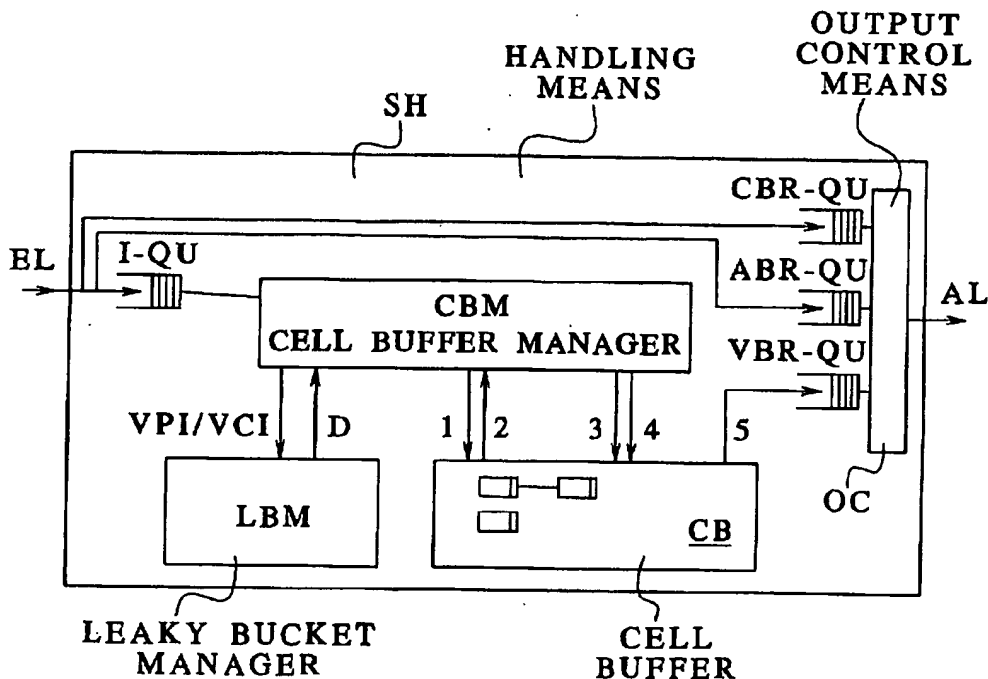 OUTPUT
CONTROL
MEANS
HANDLING
MEANS
SH
CBR-QU
EL
I-QU
ABR-QU
AL
CBM
CELL BUFFER MANAGER
VBR-QU
VPI/VCI
D
1
2
3
4
5
LBM
CB
OC
LEAKY BUCKET
MANAGER
CELL
BUFFER